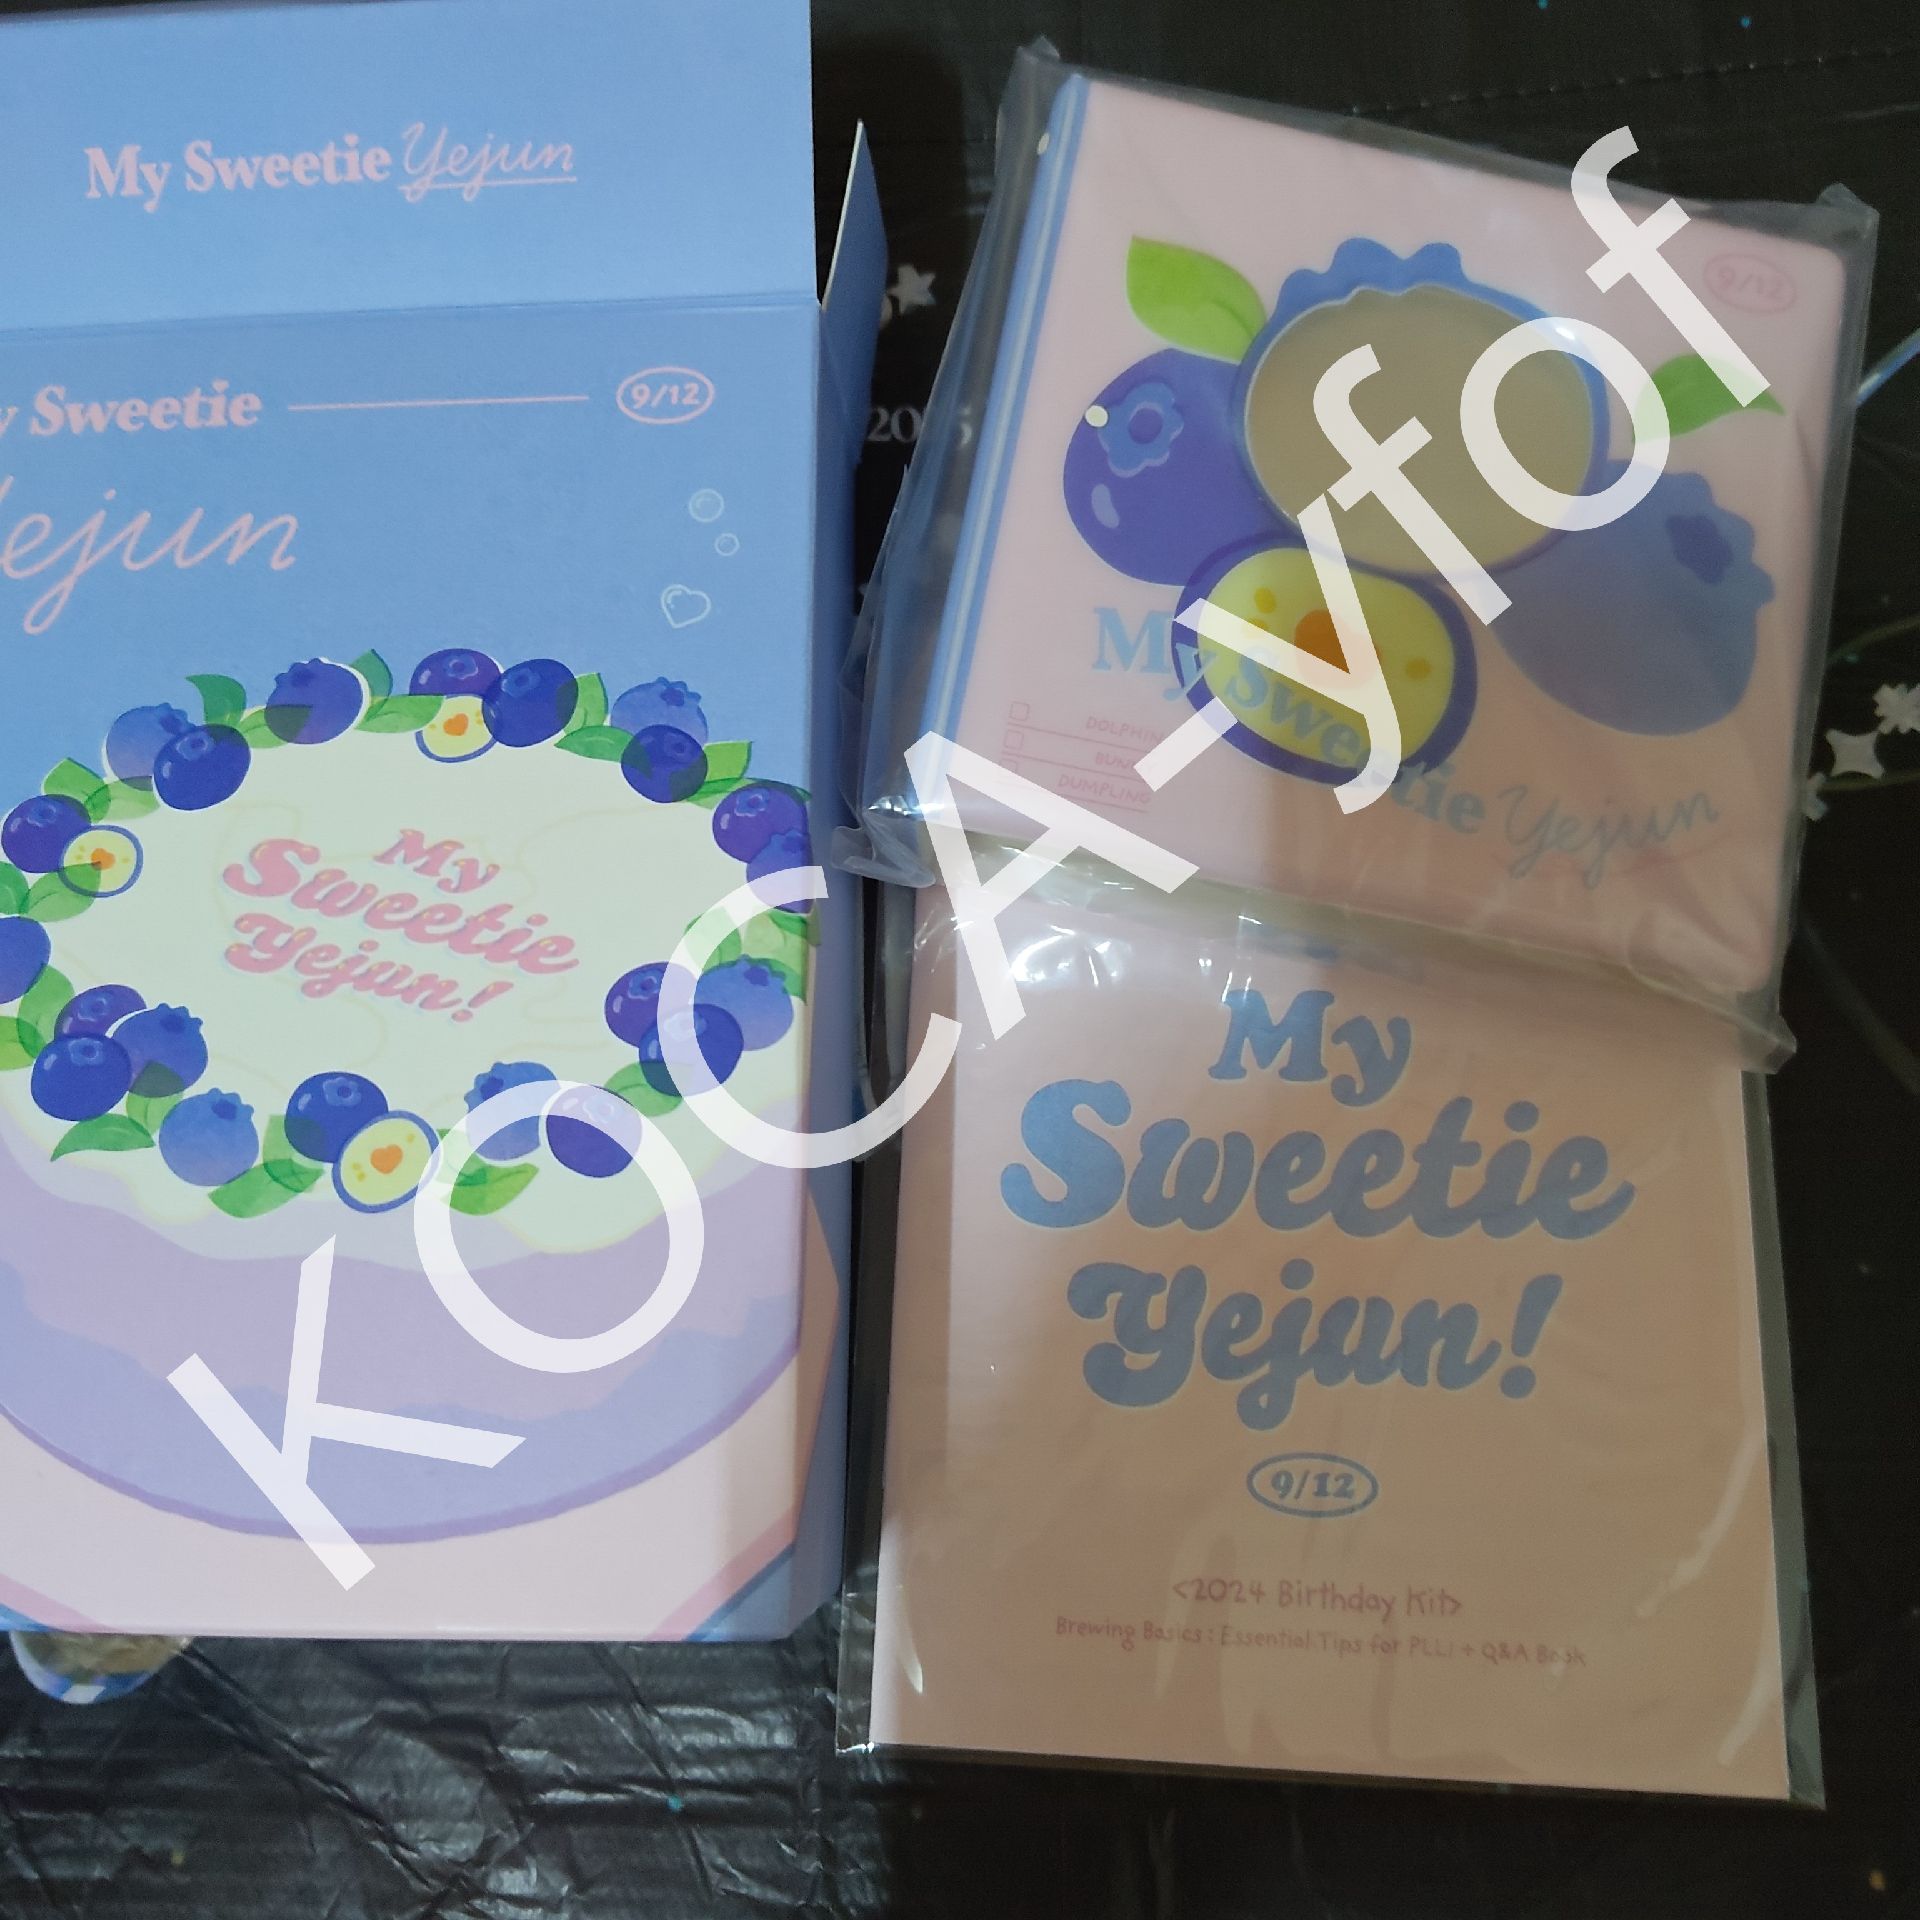 My Sweetie Yejun
Sweetie
9/12
ejun
My
Sweetie
Yejun!
9/12
DOLPHIN
DUMPLING
My Sweetie Yejun
My
Sweetie
Yejun!
9/12
<2024 Birthday Kit>
Brewing Basics : Essential Tips for PLLI + Q&A Book
KOCA-yfof